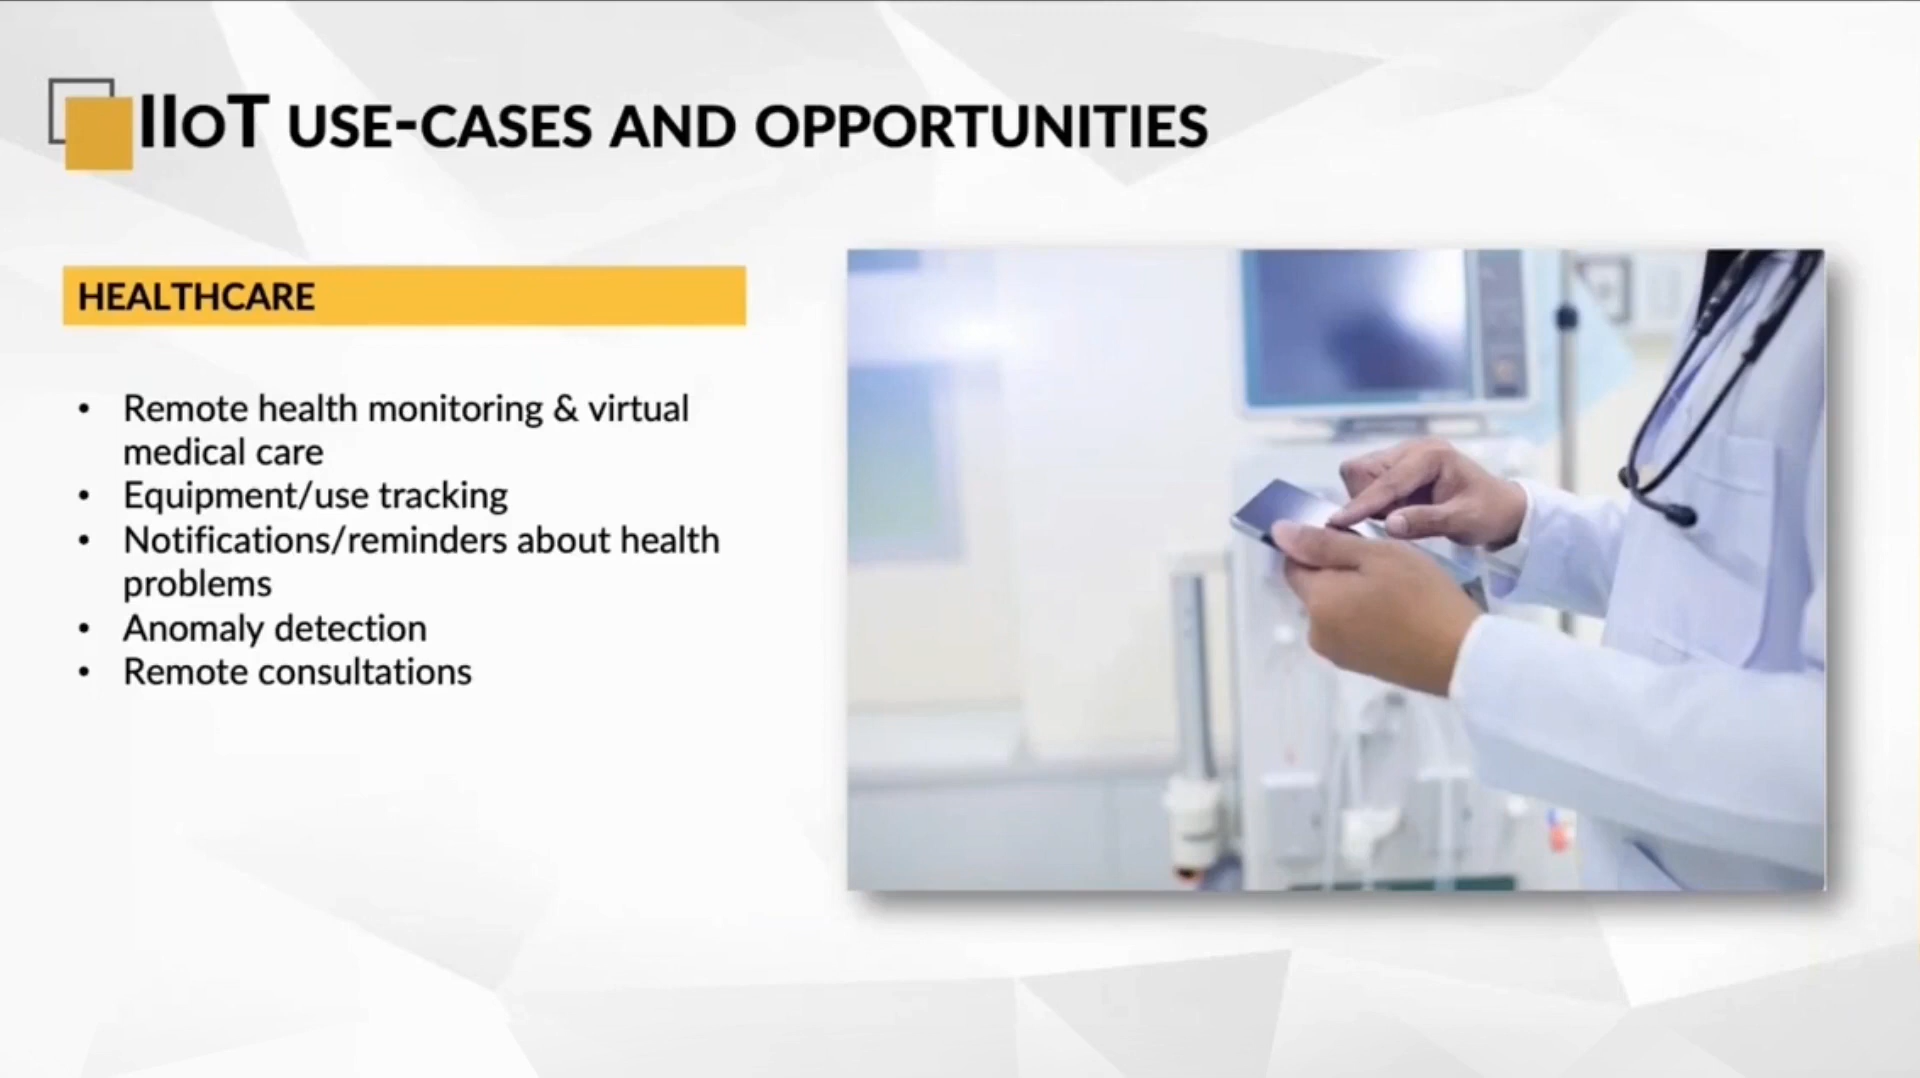 IIoT USE-CASES AND OPPORTUNITIES
HEALTHCARE
• Remote health monitoring & virtual
medical care
• Equipment/use tracking
• Notifications/reminders about health
problems
• Anomaly detection
• Remote consultations